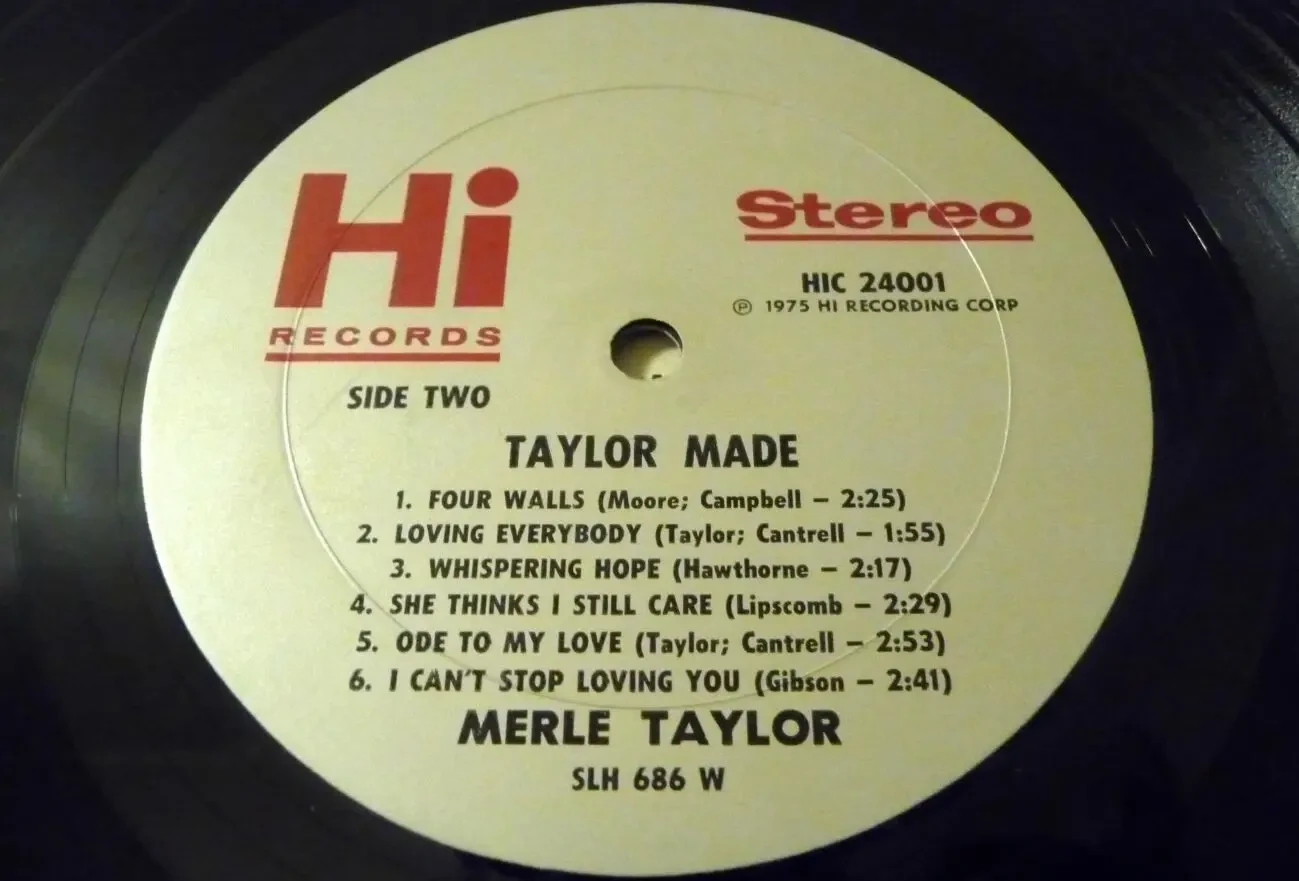 Hi
RECORDS
Stereo
HIC 24001
℗ 1975 HI RECORDING CORP
SIDE TWO
TAYLOR MADE
1. FOUR WALLS (Moore; Campbell – 2:25)
2. LOVING EVERYBODY (Taylor; Cantrell – 1:55)
3. WHISPERING HOPE (Hawthorne – 2:17)
4. SHE THINKS I STILL CARE (Lipscomb – 2:29)
5. ODE TO MY LOVE (Taylor; Cantrell – 2:53)
6. I CAN'T STOP LOVING YOU (Gibson – 2:41)
MERLE TAYLOR
SLH 686 W